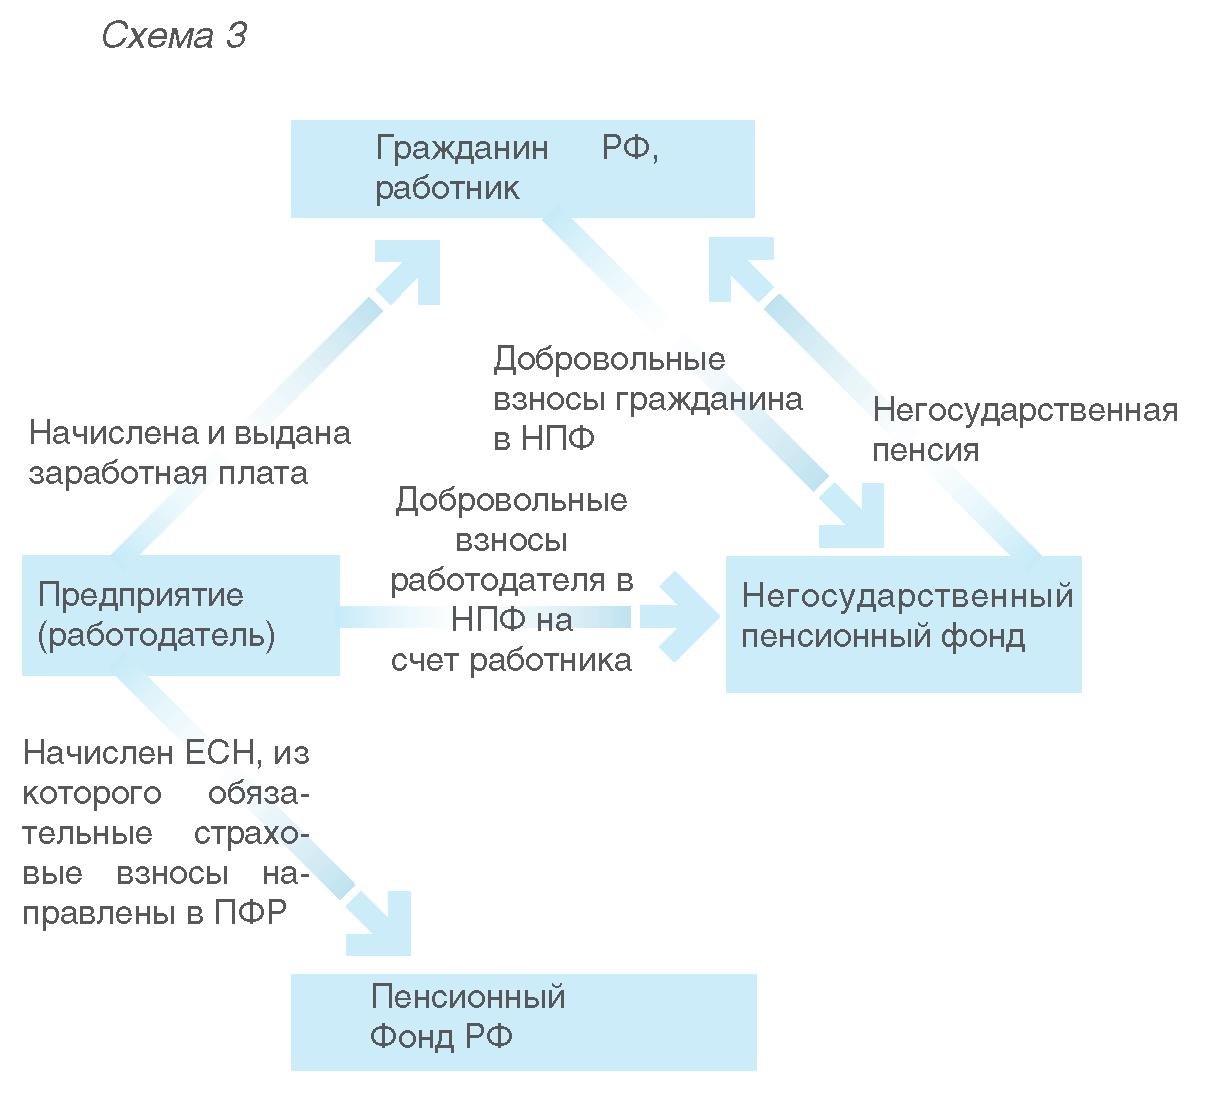 Схема 3
Гражданин РФ,
работник
Добровольные
взносы гражданина
в НПФ
Негосударственная
пенсия
Начислена и выдана
заработная плата
Добровольные
взносы
работодателя в
НПФ на
счет работника
Предприятие
(работодатель)
Негосударственный
пенсионный фонд
Начислен ЕСН, из
которого обяза-
тельные страхо-
вые взносы на-
правлены в ПФР
Пенсионный
Фонд РФ